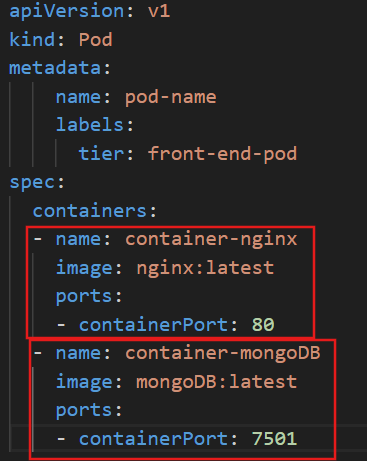 apiVersion: v1
kind: Pod
metadata:
    name: pod-name
    labels:
      tier: front-end-pod
spec:
  containers:
  - name: container-nginx
    image: nginx:latest
    ports:
    - containerPort: 80
  - name: container-mongoDB
    image: mongoDB:latest
    ports:
    - containerPort: 7501